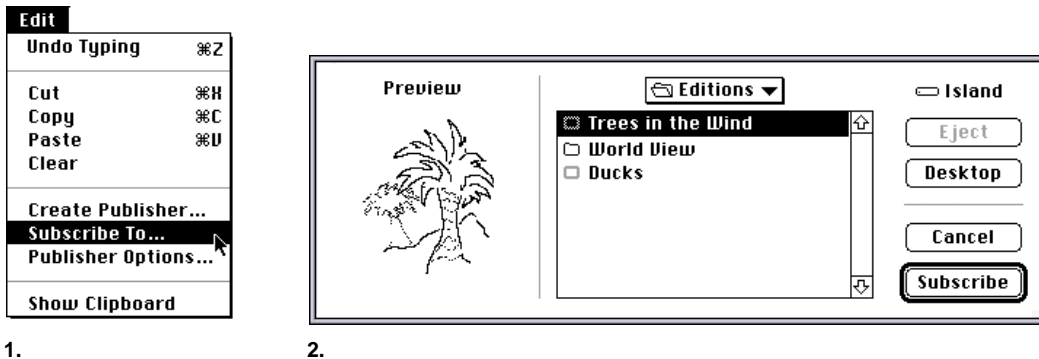 Edit
Undo Typing ⌘Z
Cut ⌘X
Copy ⌘C
Paste ⌘V
Clear
Create Publisher...
Subscribe To...
Publisher Options...
Show Clipboard
1.
Preview
Editions
Trees in the Wind
World View
Ducks
Island
Eject
Desktop
Cancel
Subscribe
2.